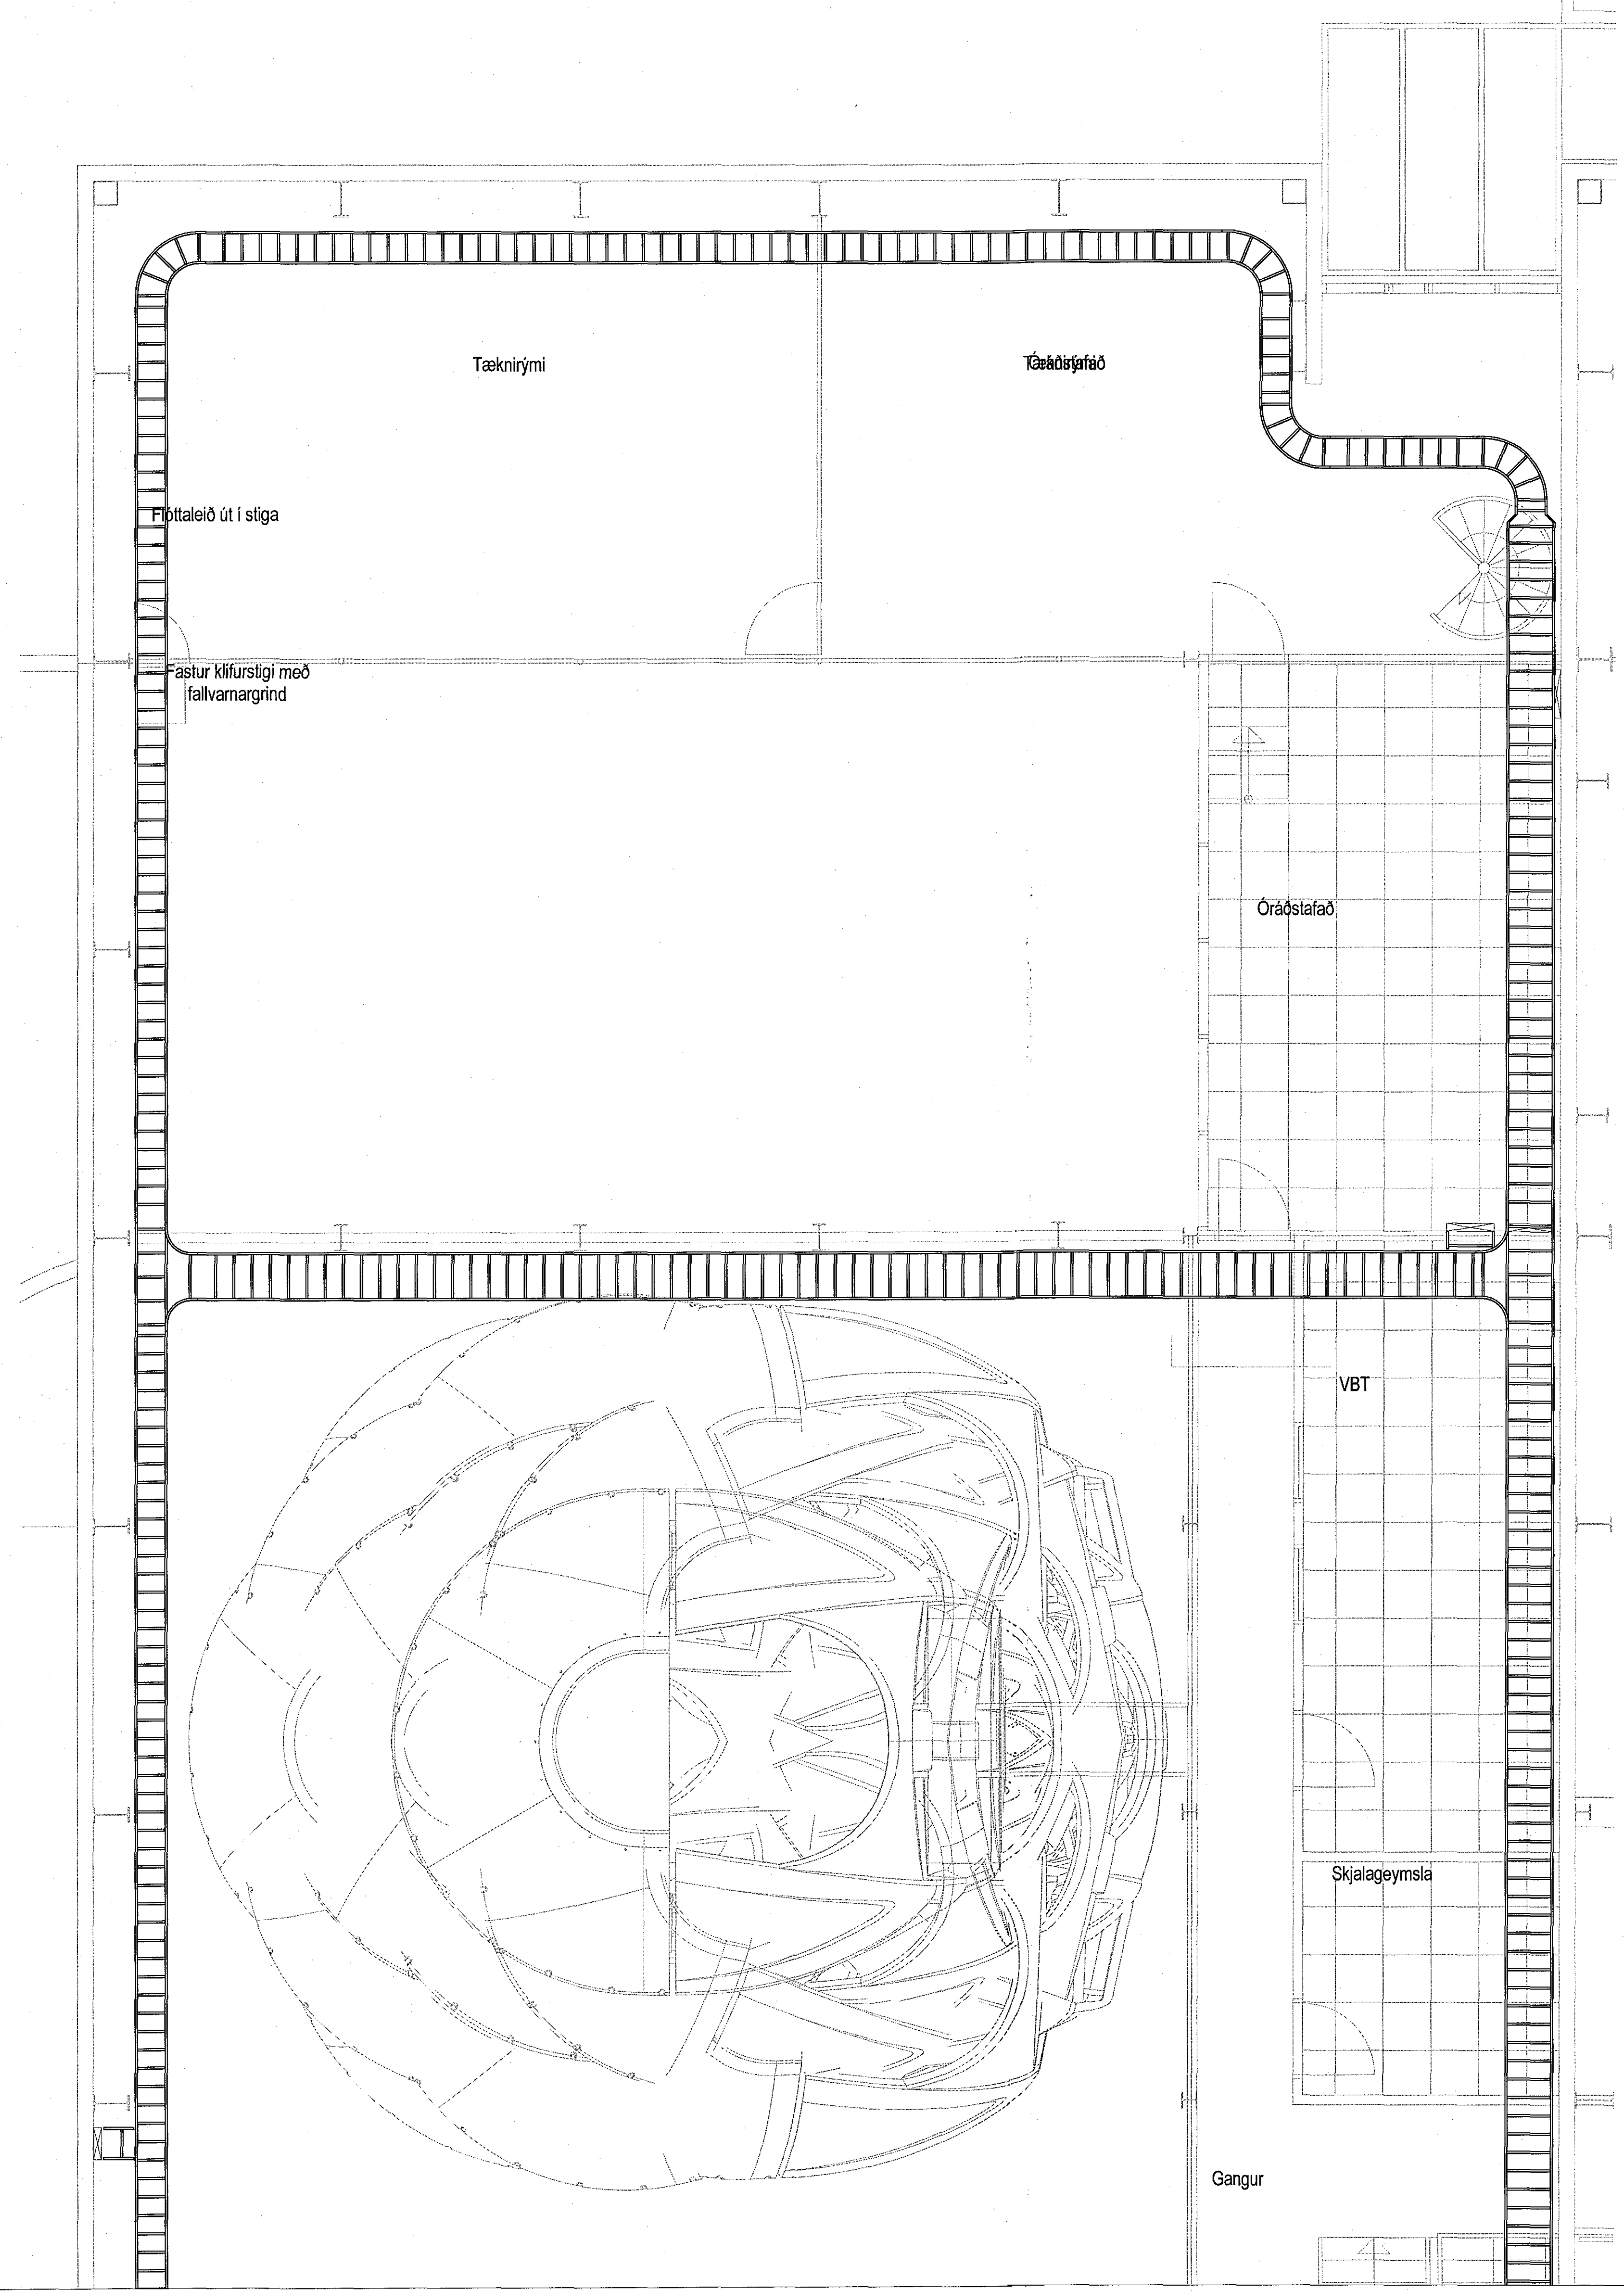 Tæknirými
Flóttaleið út í stiga
Fastur klifurstigi með
fallvarnargrind
Óráðstafað
VBT
Skjalageymsla
Gangur